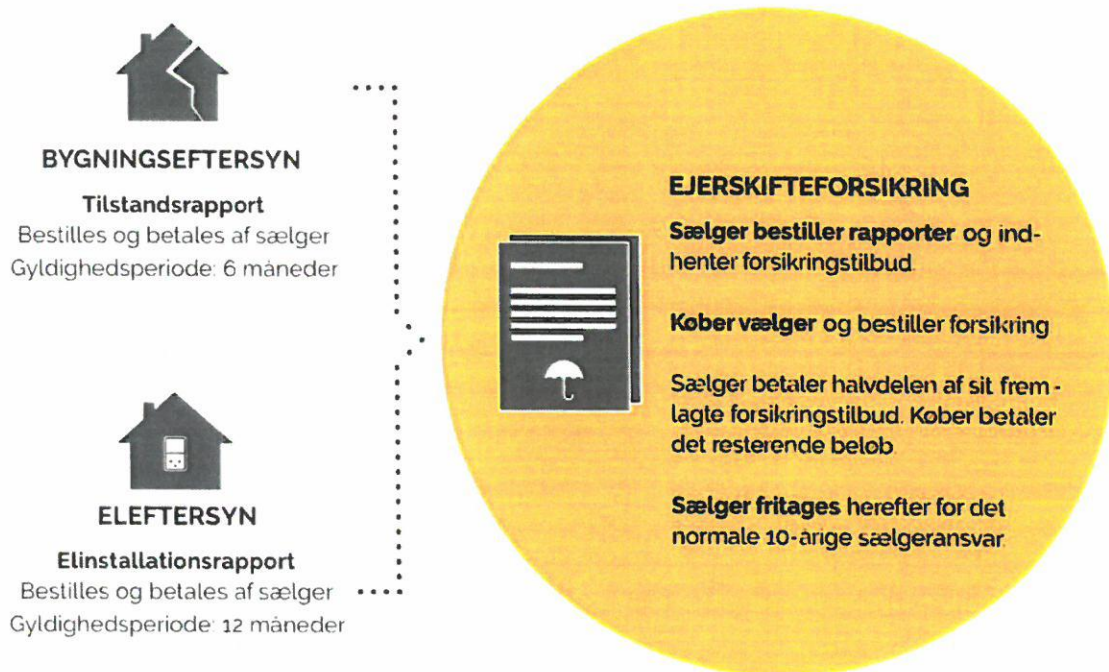 BYGNINGSEFTERSYN
Tilstandsrapport
Bestilles og betales af sælger
Gyldighedsperiode: 6 måneder
ELEFTERSYN
Elinstallationsrapport
Bestilles og betales af sælger
Gyldighedsperiode: 12 måneder
EJERSKIFTEFORSIKRING
Sælger bestiller rapporter og ind-
henter forsikringstilbud.
Køber vælger og bestiller forsikring
Sælger betaler halvdelen af sit frem-
lagte forsikringstilbud. Køber betaler
det resterende beløb.
Sælger fritages herefter for det
normale 10-årige sælgeransvar.